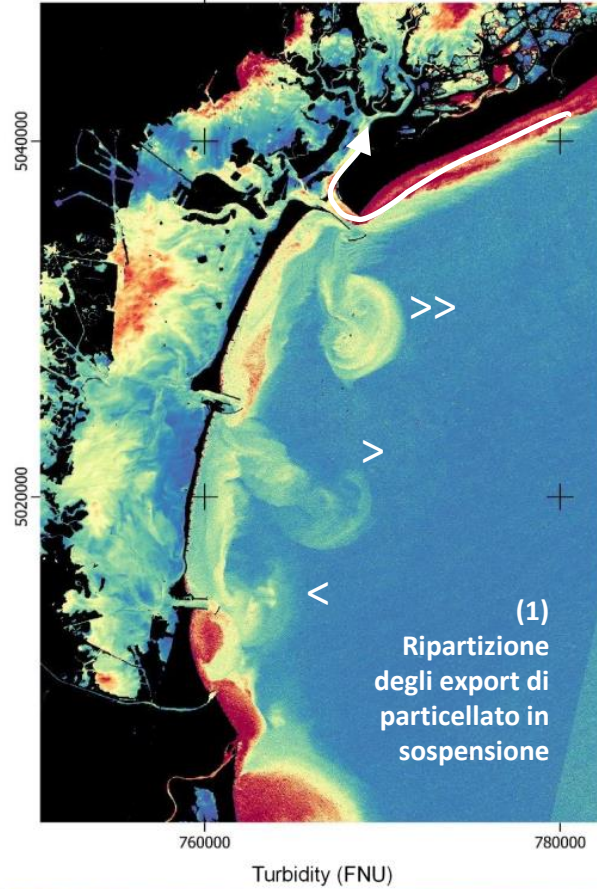 5040000
>>
>
5020000
<
(1)
Ripartizione
degli export di
particellato in
sospensione
760000
780000
Turbidity (FNU)